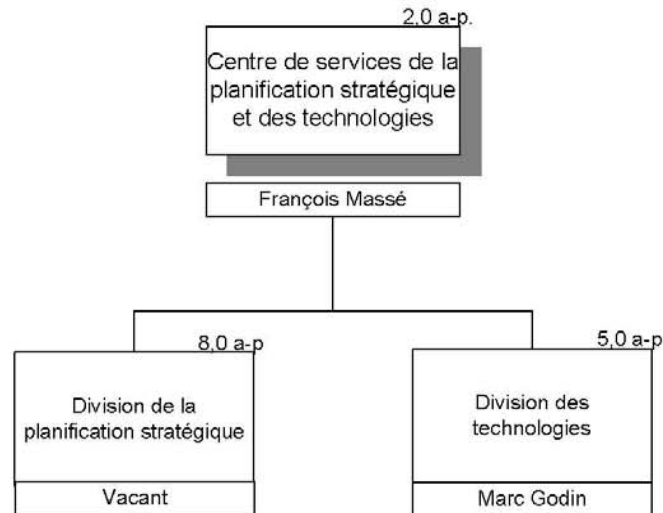 2,0 a-p.
Centre de services de la
planification stratégique
et des technologies
François Massé
8,0 a-p
Division de la
planification stratégique
Vacant
5,0 a-p
Division des
technologies
Marc Godin